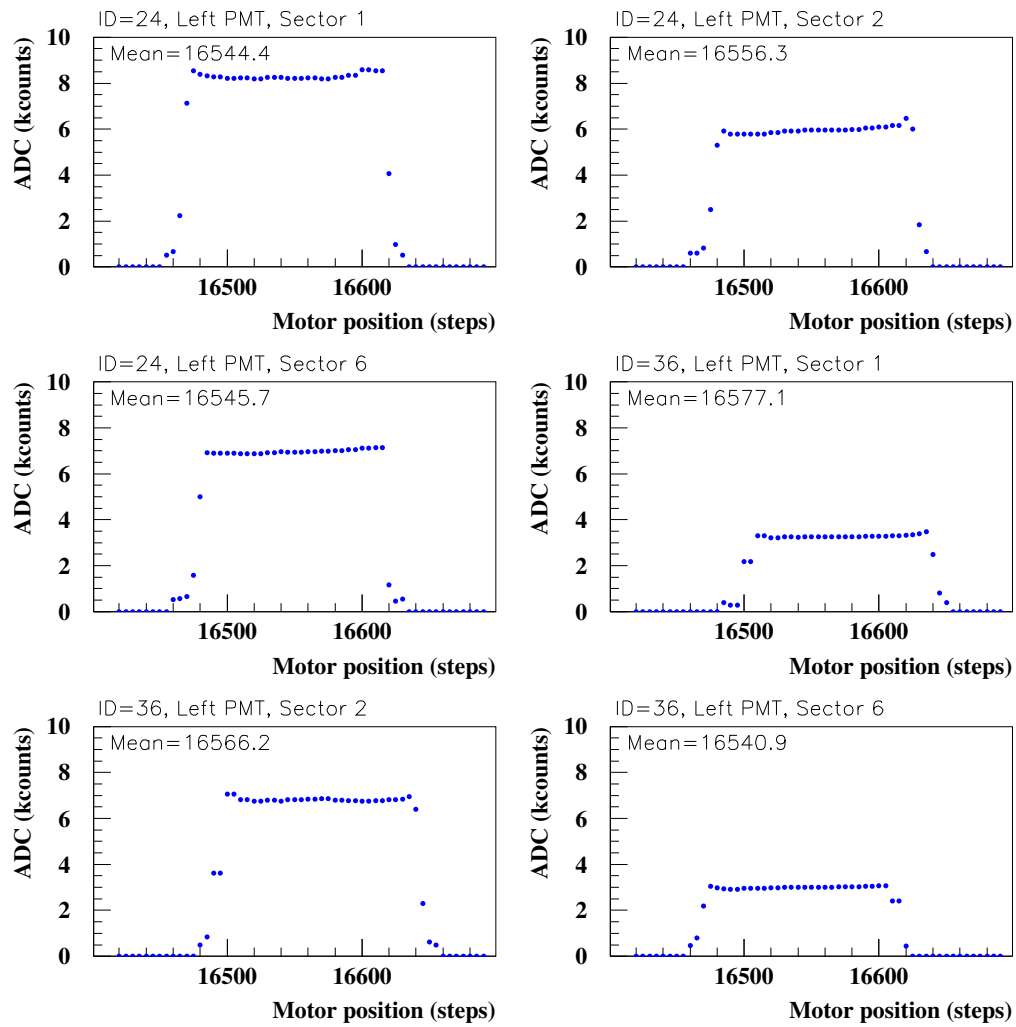 ID=24, Left PMT, Sector 1
Mean=16544.4
ADC (kcounts)
10
8
6
4
2
0
16500 16600
Motor position (steps)
ID=24, Left PMT, Sector 2
Mean=16556.3
ADC (kcounts)
10
8
6
4
2
0
16500 16600
Motor position (steps)
ID=24, Left PMT, Sector 6
Mean=16545.7
ADC (kcounts)
10
8
6
4
2
0
16500 16600
Motor position (steps)
ID=36, Left PMT, Sector 1
Mean=16577.1
ADC (kcounts)
10
8
6
4
2
0
16500 16600
Motor position (steps)
ID=36, Left PMT, Sector 2
Mean=16566.2
ADC (kcounts)
10
8
6
4
2
0
16500 16600
Motor position (steps)
ID=36, Left PMT, Sector 6
Mean=16540.9
ADC (kcounts)
10
8
6
4
2
0
16500 16600
Motor position (steps)